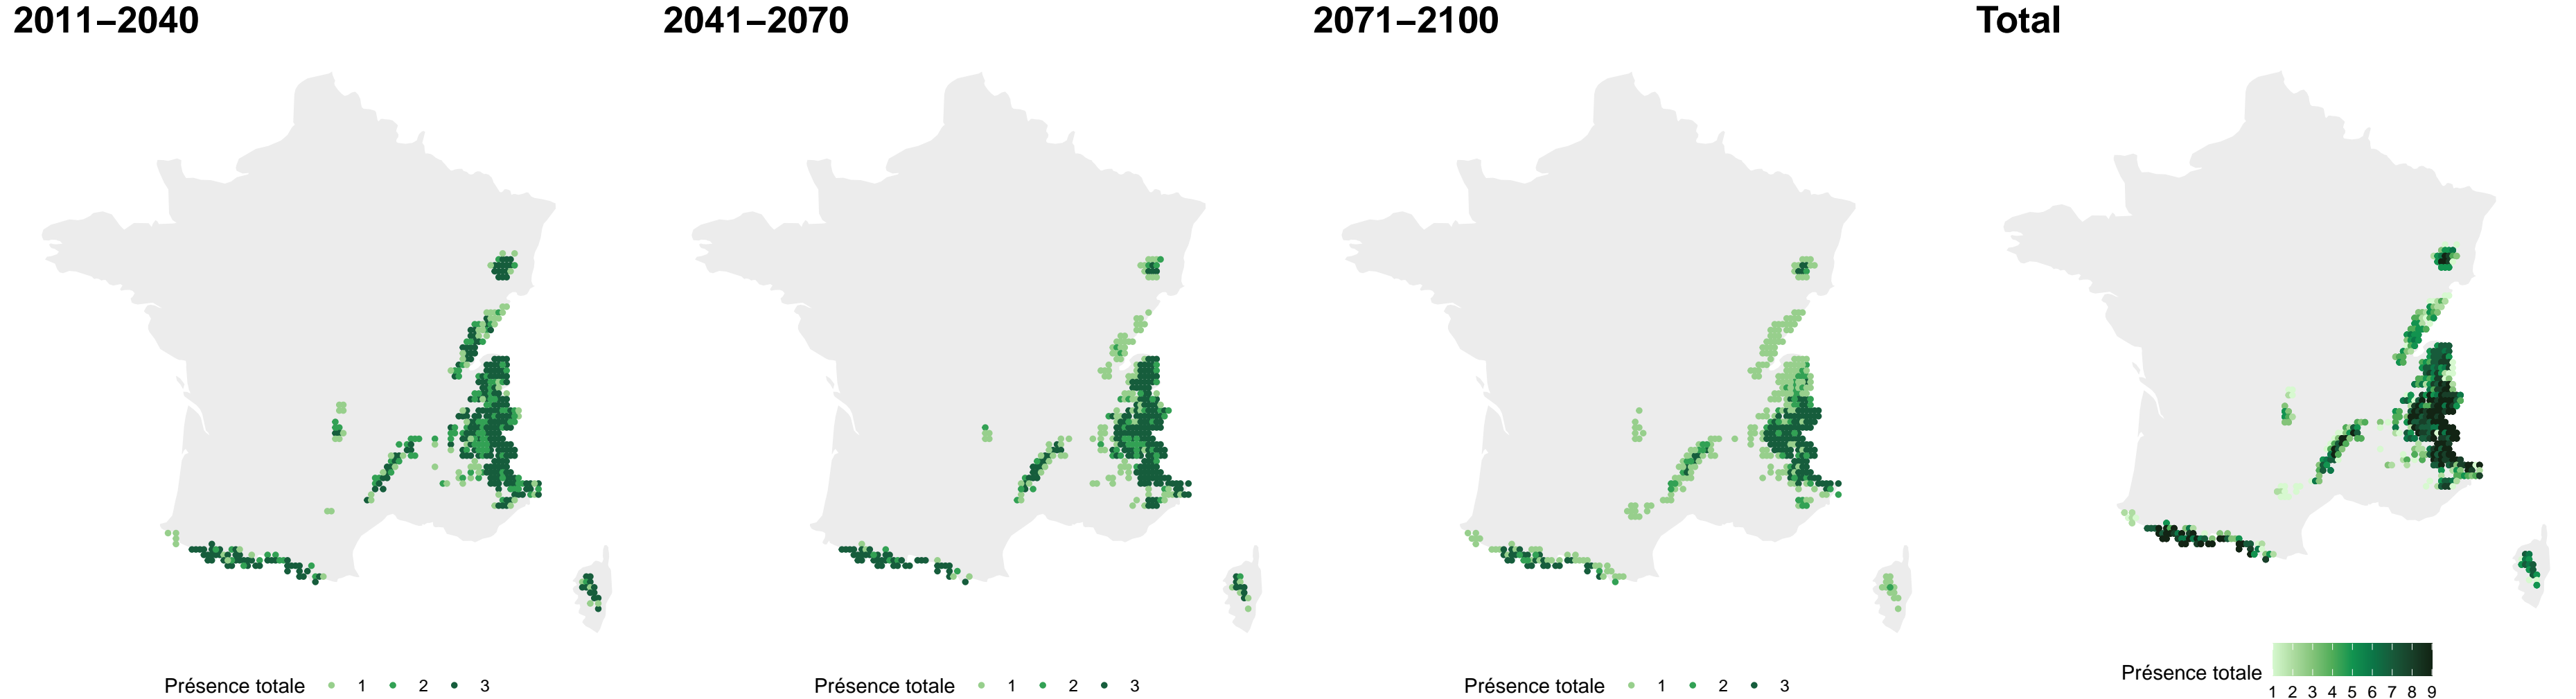 2011–2040 2041–2070 2071–2100 Total
Présence totale 1 2 3
Présence totale 1 2 3
Présence totale 1 2 3
Présence totale
1 2 3 4 5 6 7 8 9